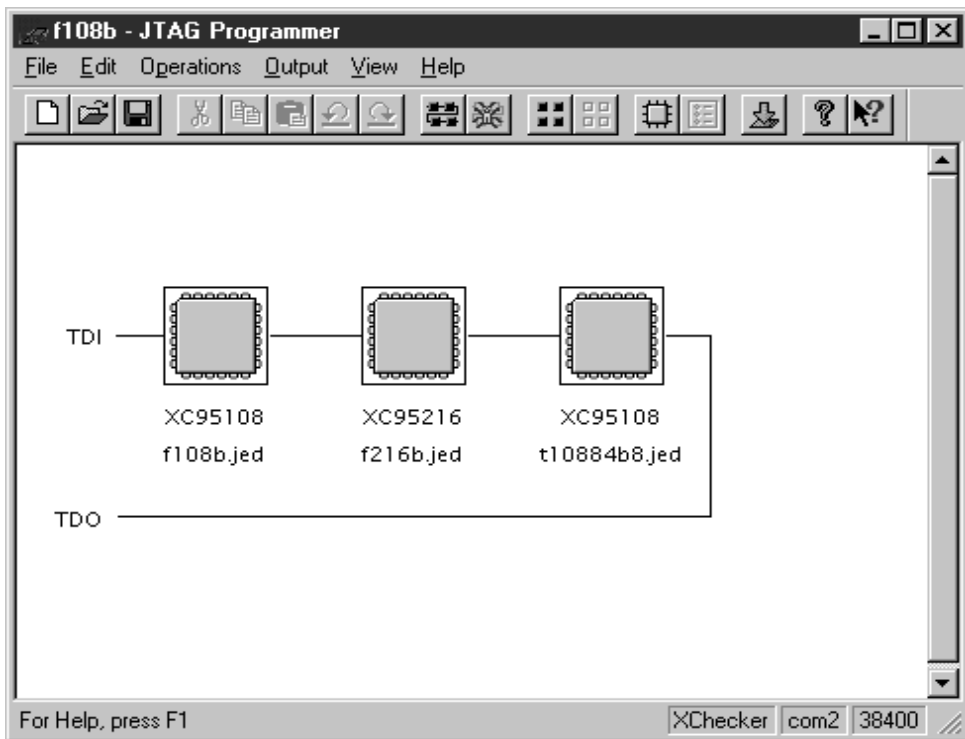 f108b - JTAG Programmer
File Edit Operations Output View Help
TDI
XC95108 XC95216 XC95108
f108b.jed f216b.jed t10884b8.jed
TDO
For Help, press F1 XChecker com2 38400